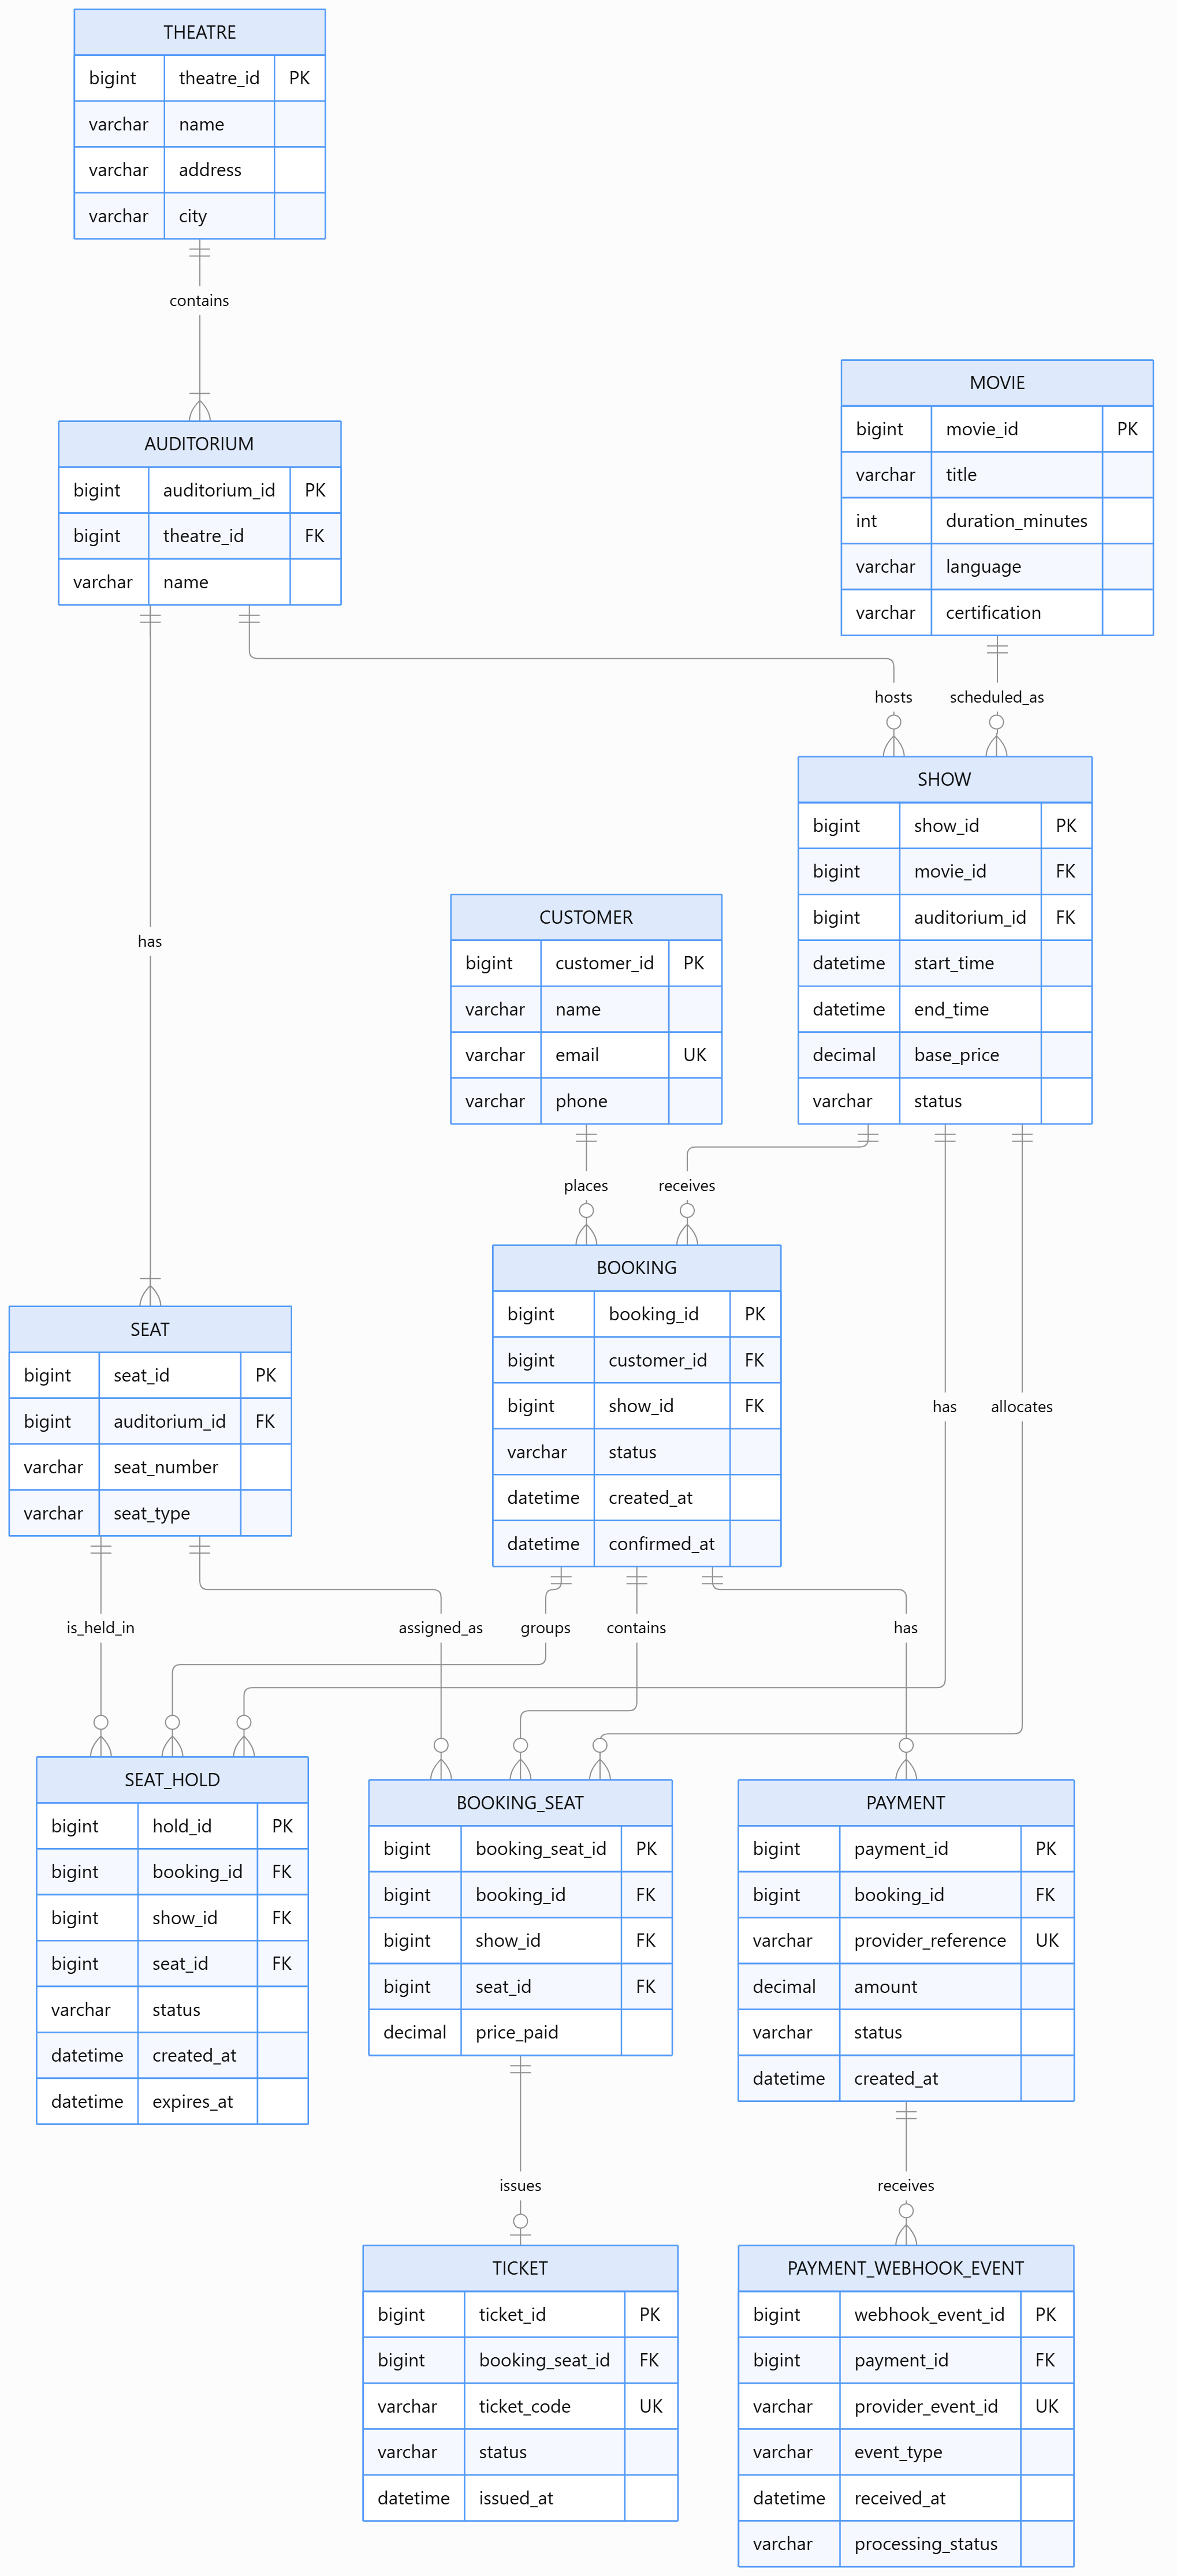 THEATRE
bigint theatre_id PK
varchar name
varchar address
varchar city
contains
AUDITORIUM
bigint auditorium_id PK
bigint theatre_id FK
varchar name
MOVIE
bigint movie_id PK
varchar title
int duration_minutes
varchar language
varchar certification
hosts
scheduled_as
SHOW
bigint show_id PK
bigint movie_id FK
bigint auditorium_id FK
datetime start_time
datetime end_time
decimal base_price
varchar status
has
CUSTOMER
bigint customer_id PK
varchar name
varchar email UK
varchar phone
places
receives
BOOKING
bigint booking_id PK
bigint customer_id FK
bigint show_id FK
varchar status
datetime created_at
datetime confirmed_at
SEAT
bigint seat_id PK
bigint auditorium_id FK
varchar seat_number
varchar seat_type
has
allocates
is_held_in
assigned_as
groups
contains
has
SEAT_HOLD
bigint hold_id PK
bigint booking_id FK
bigint show_id FK
bigint seat_id FK
varchar status
datetime created_at
datetime expires_at
BOOKING_SEAT
bigint booking_seat_id PK
bigint booking_id FK
bigint show_id FK
bigint seat_id FK
decimal price_paid
PAYMENT
bigint payment_id PK
bigint booking_id FK
varchar provider_reference UK
decimal amount
varchar status
datetime created_at
issues
receives
TICKET
bigint ticket_id PK
bigint booking_seat_id FK
varchar ticket_code UK
varchar status
datetime issued_at
PAYMENT_WEBHOOK_EVENT
bigint webhook_event_id PK
bigint payment_id FK
varchar provider_event_id UK
varchar event_type
datetime received_at
varchar processing_status